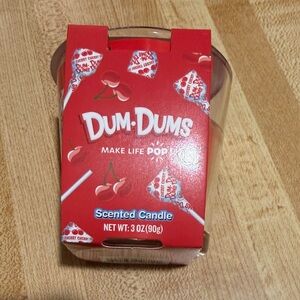 DUM·DUMS
MAKE LIFE POP
Scented Candle
NET WT: 3 OZ (90g)